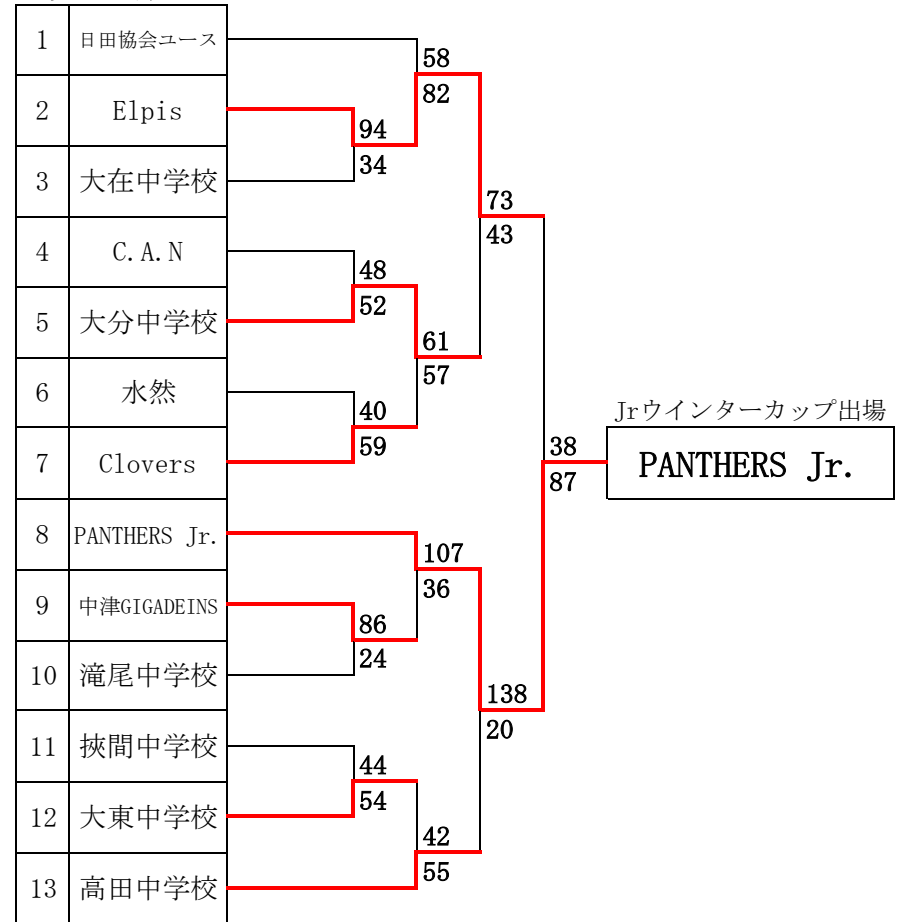 1 日田協会ユース
2 Elpis
3 大在中学校
4 C.A.N
5 大分中学校
6 水然
7 Clovers
8 PANTHERS Jr.
9 中津GIGADEINS
10 滝尾中学校
11 挾間中学校
12 大東中学校
13 高田中学校
94
34
48
52
40
59
86
24
44
54
58
82
61
57
107
36
42
55
73
43
138
20
38
87
Jrウインターカップ出場
PANTHERS Jr.